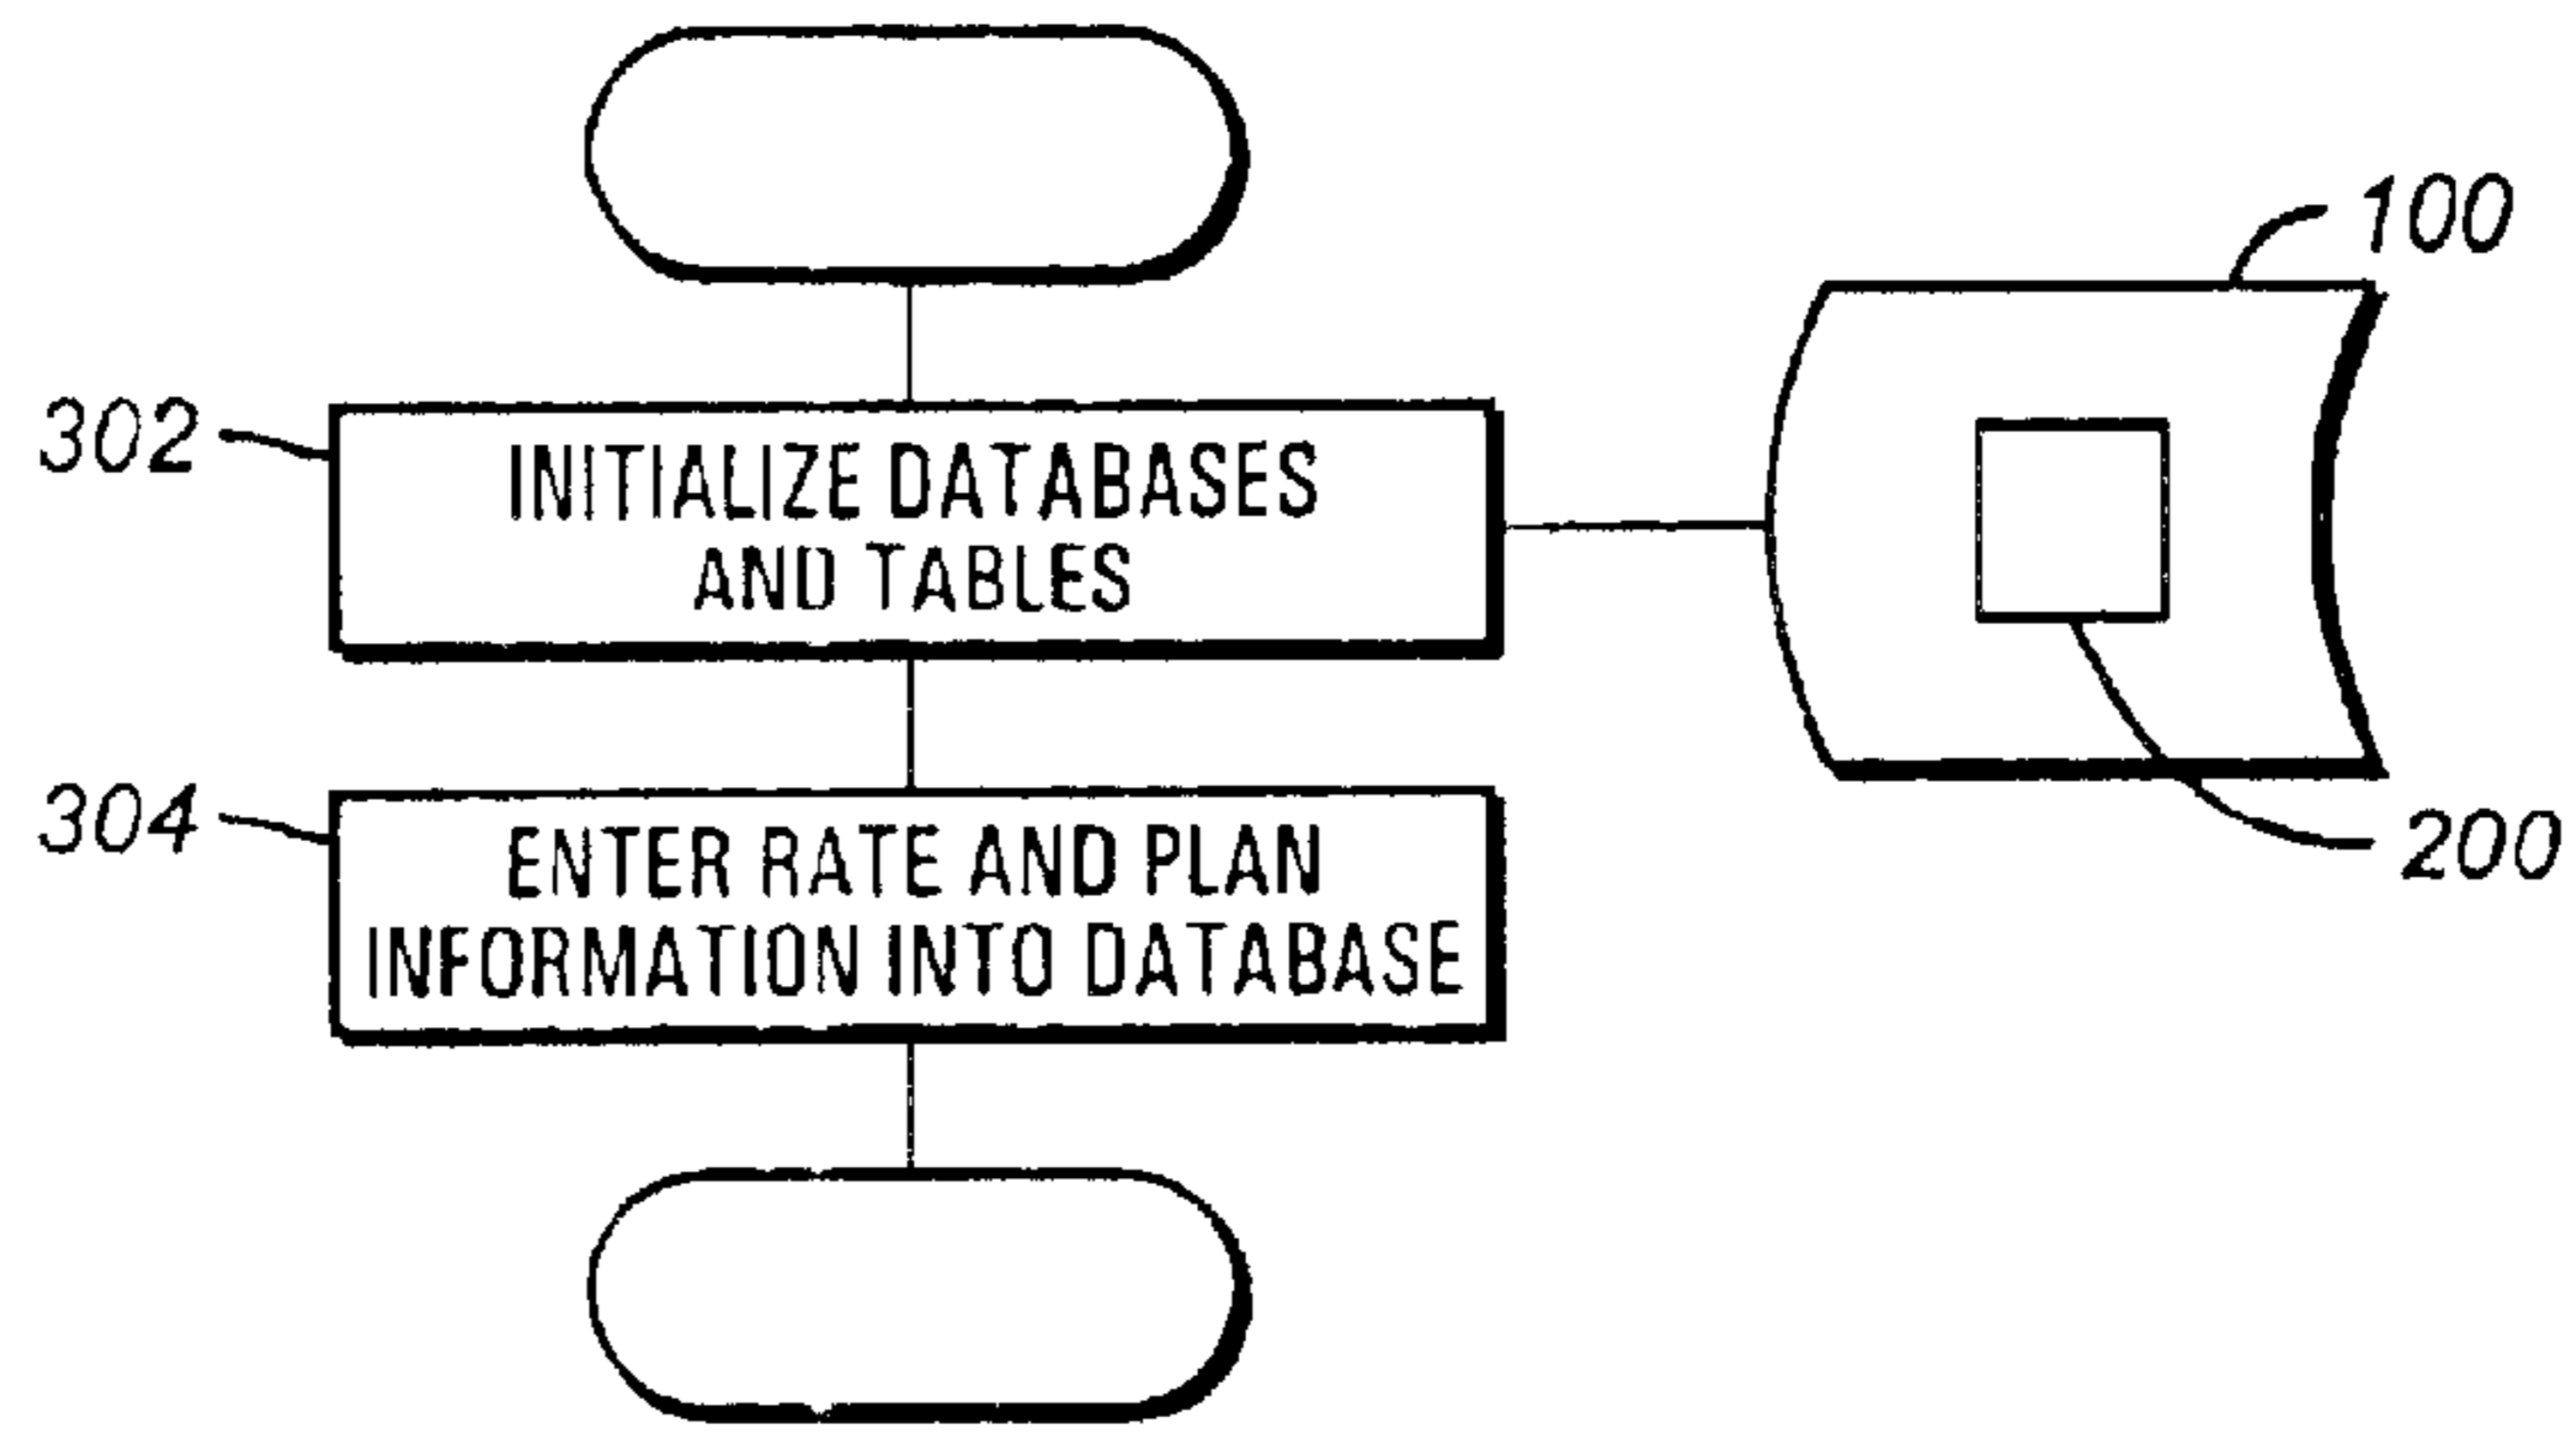 100
302
INITIALIZE DATABASES
AND TABLES
304
ENTER RATE AND PLAN
INFORMATION INTO DATABASE
200